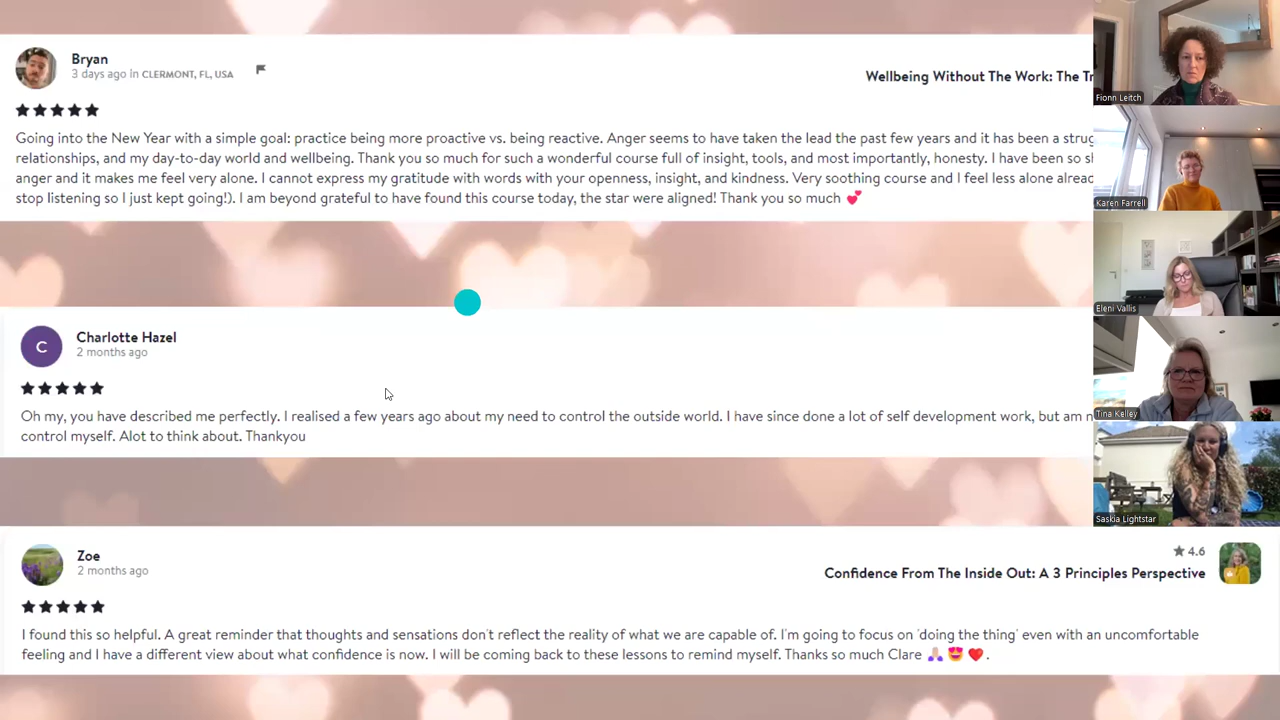 Bryan
3 days ago in CLERMONT, FL, USA
Wellbeing Without The Work: The
Going into the New Year with a simple goal: practice being more proactive vs. being reactive. Anger seems to have taken the lead the past few years and it has been a
relationships, and my day-to-day world and wellbeing. Thank you so much for such a wonderful course full of insight, tools, and most importantly, honesty. I have been so
anger and it makes me feel very alone. I cannot express my gratitude with words with your openness, insight, and kindness. Very soothing course and I feel less alone
stop listening so I just kept going!). I am beyond grateful to have found this course today, the star were aligned! Thank you so much 💕
C
Charlotte Hazel
2 months ago
Oh my, you have described me perfectly. I realised a few years ago about my need to control the outside world. I have since done a lot of self development work, but am
control myself. Alot to think about. Thankyou
Zoe
2 months ago
★ 4.6
Confidence From The Inside Out: A 3 Principles Perspective
I found this so helpful. A great reminder that thoughts and sensations don't reflect the reality of what we are capable of. I'm going to focus on 'doing the thing' even with an uncomfortable
feeling and I have a different view about what confidence is now. I will be coming back to these lessons to remind myself. Thanks so much Clare 🙏🏻 😍 ❤️ .
Fionn Leitch
Karen Farrell
Eleni Vallis
Tina Kelley
Saskia Lightstar